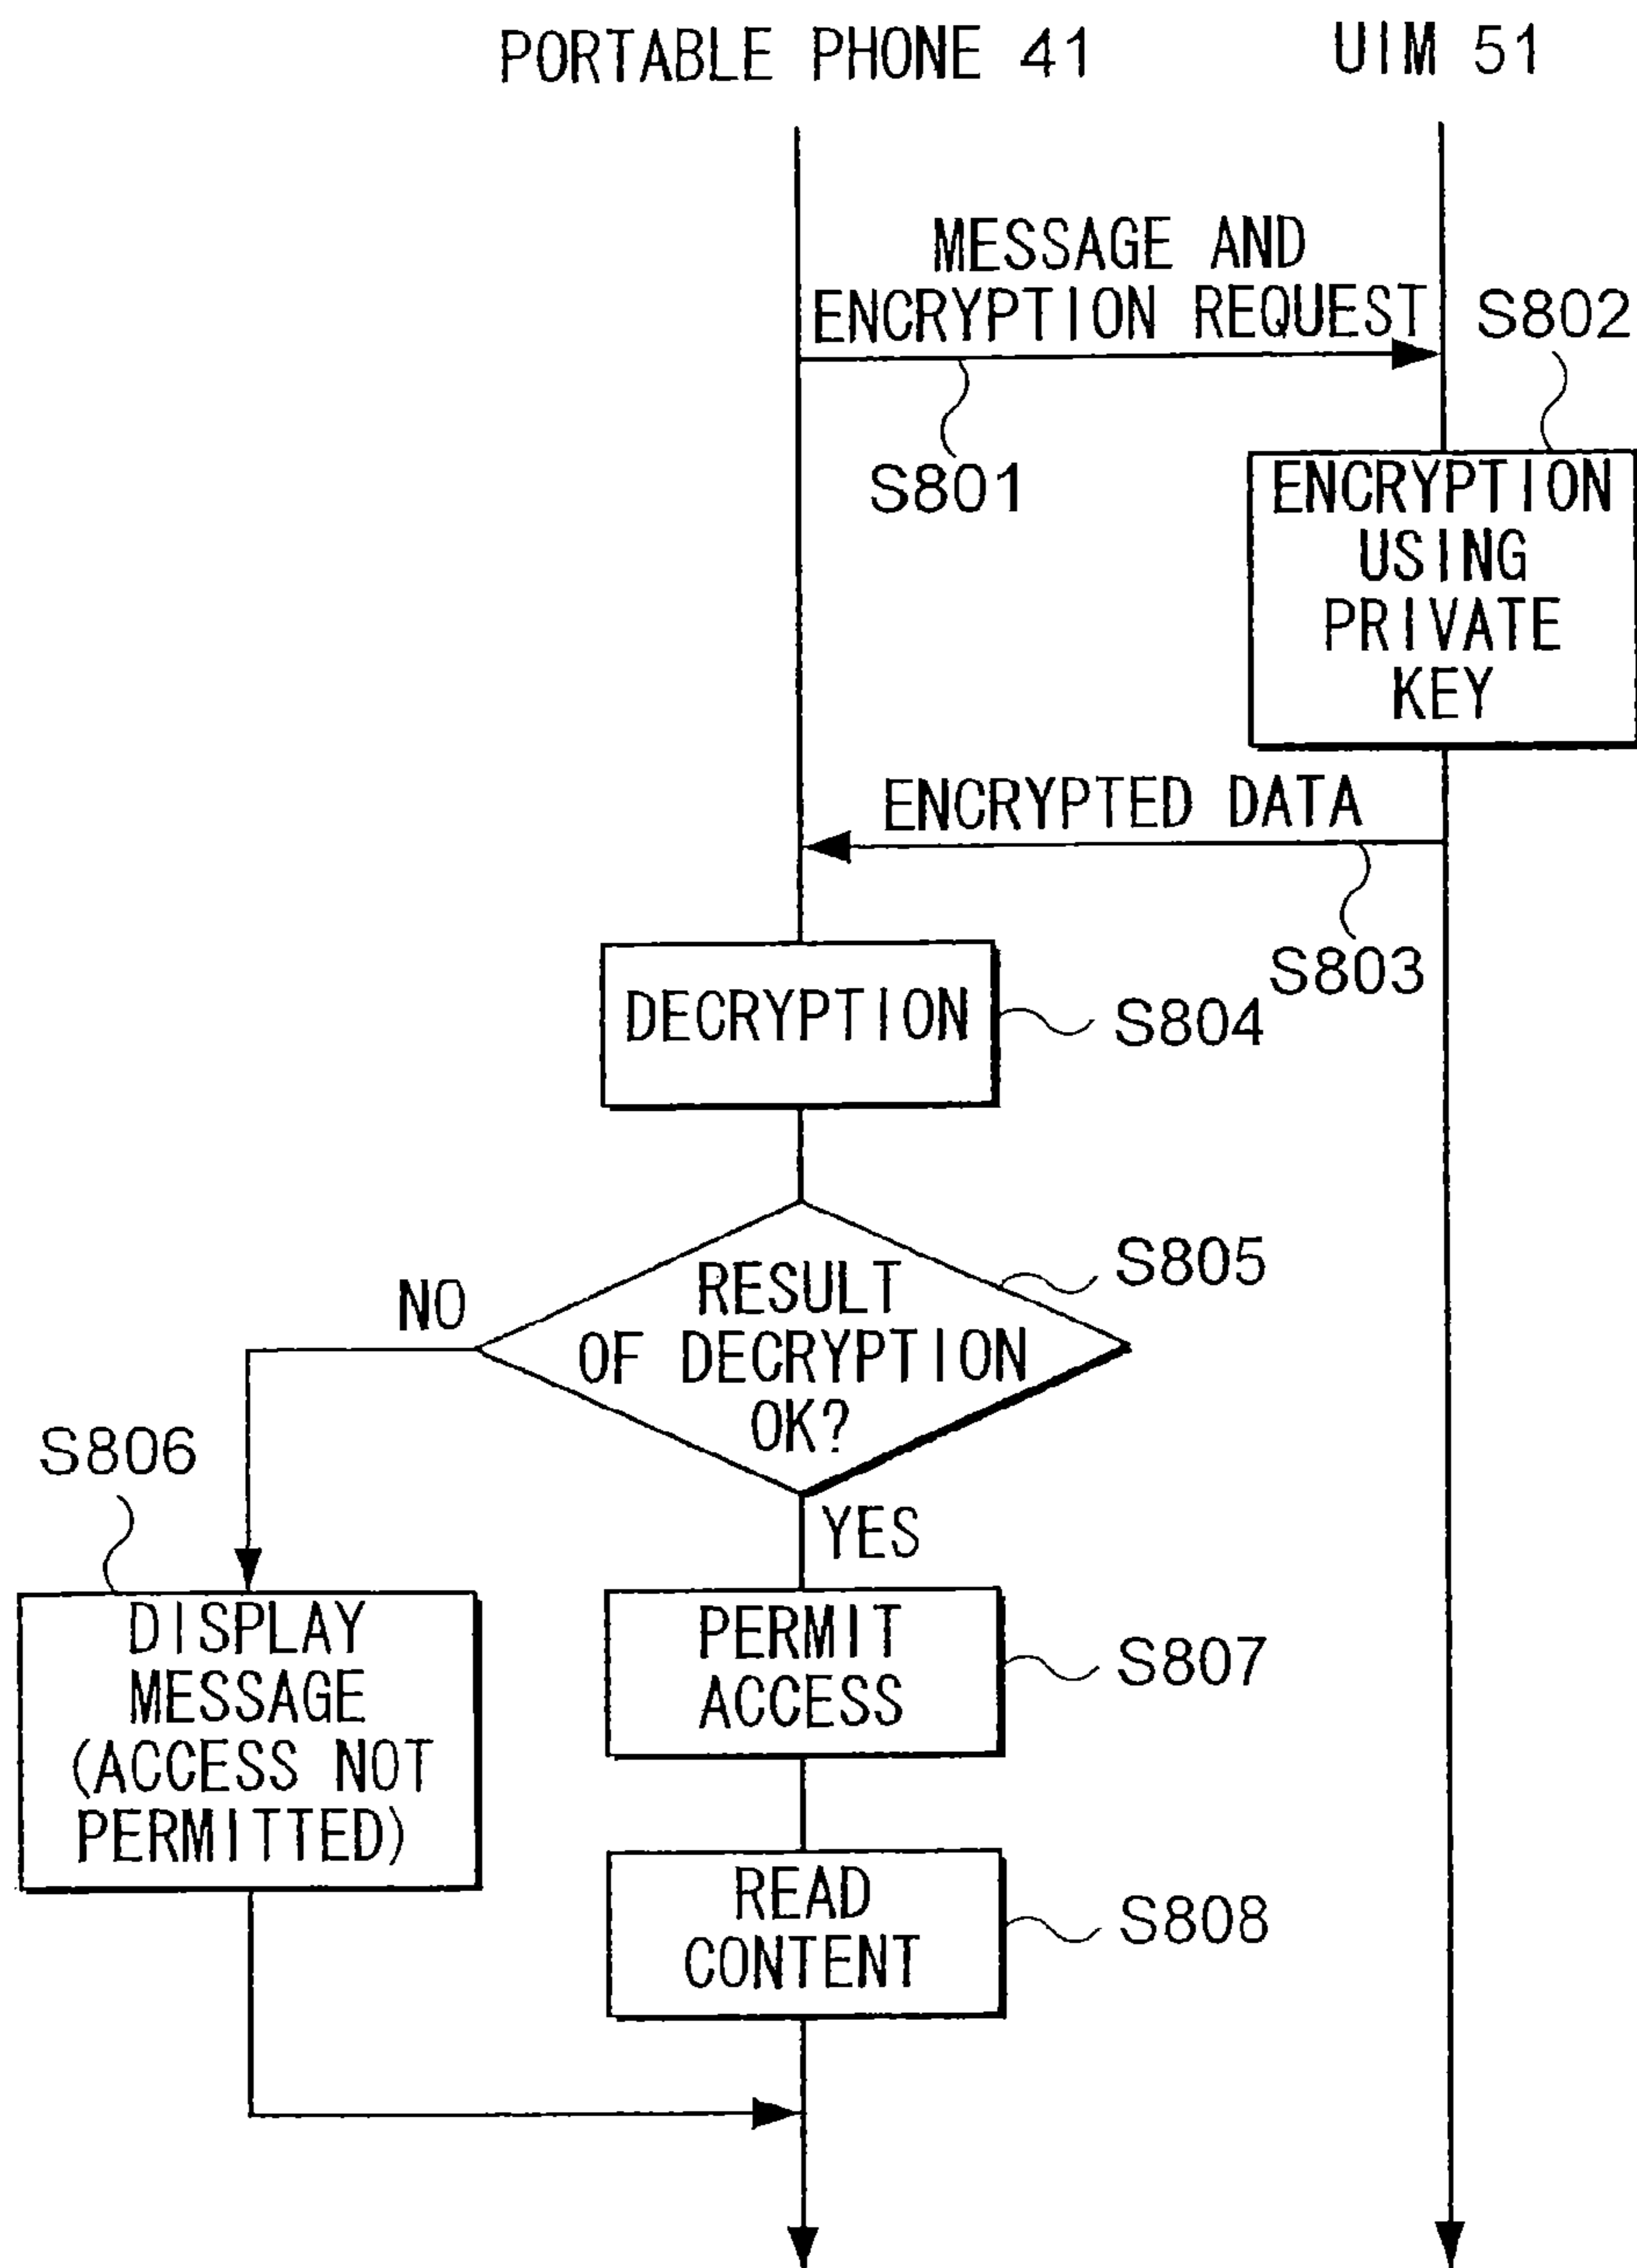 PORTABLE PHONE 41
UIM 51
MESSAGE AND
ENCRYPTION REQUEST
S802
S801
ENCRYPTION
USING
PRIVATE
KEY
ENCRYPTED DATA
S803
DECRYPTION
S804
S805
NO
RESULT
OF DECRYPTION
OK?
S806
YES
DISPLAY
MESSAGE
(ACCESS NOT
PERMITTED)
PERMIT
ACCESS
S807
READ
CONTENT
S808